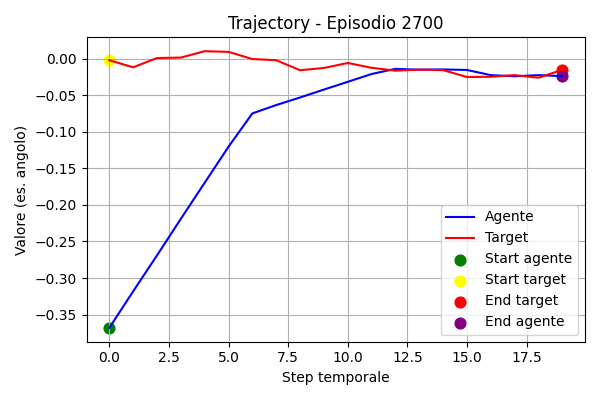 Trajectory - Episodio 2700
Valore (es. angolo)
0.00
−0.05
−0.10
−0.15
−0.20
−0.25
−0.30
−0.35
Agente
Target
Start agente
Start target
End target
End agente
0.0 2.5 5.0 7.5 10.0 12.5 15.0 17.5
Step temporale